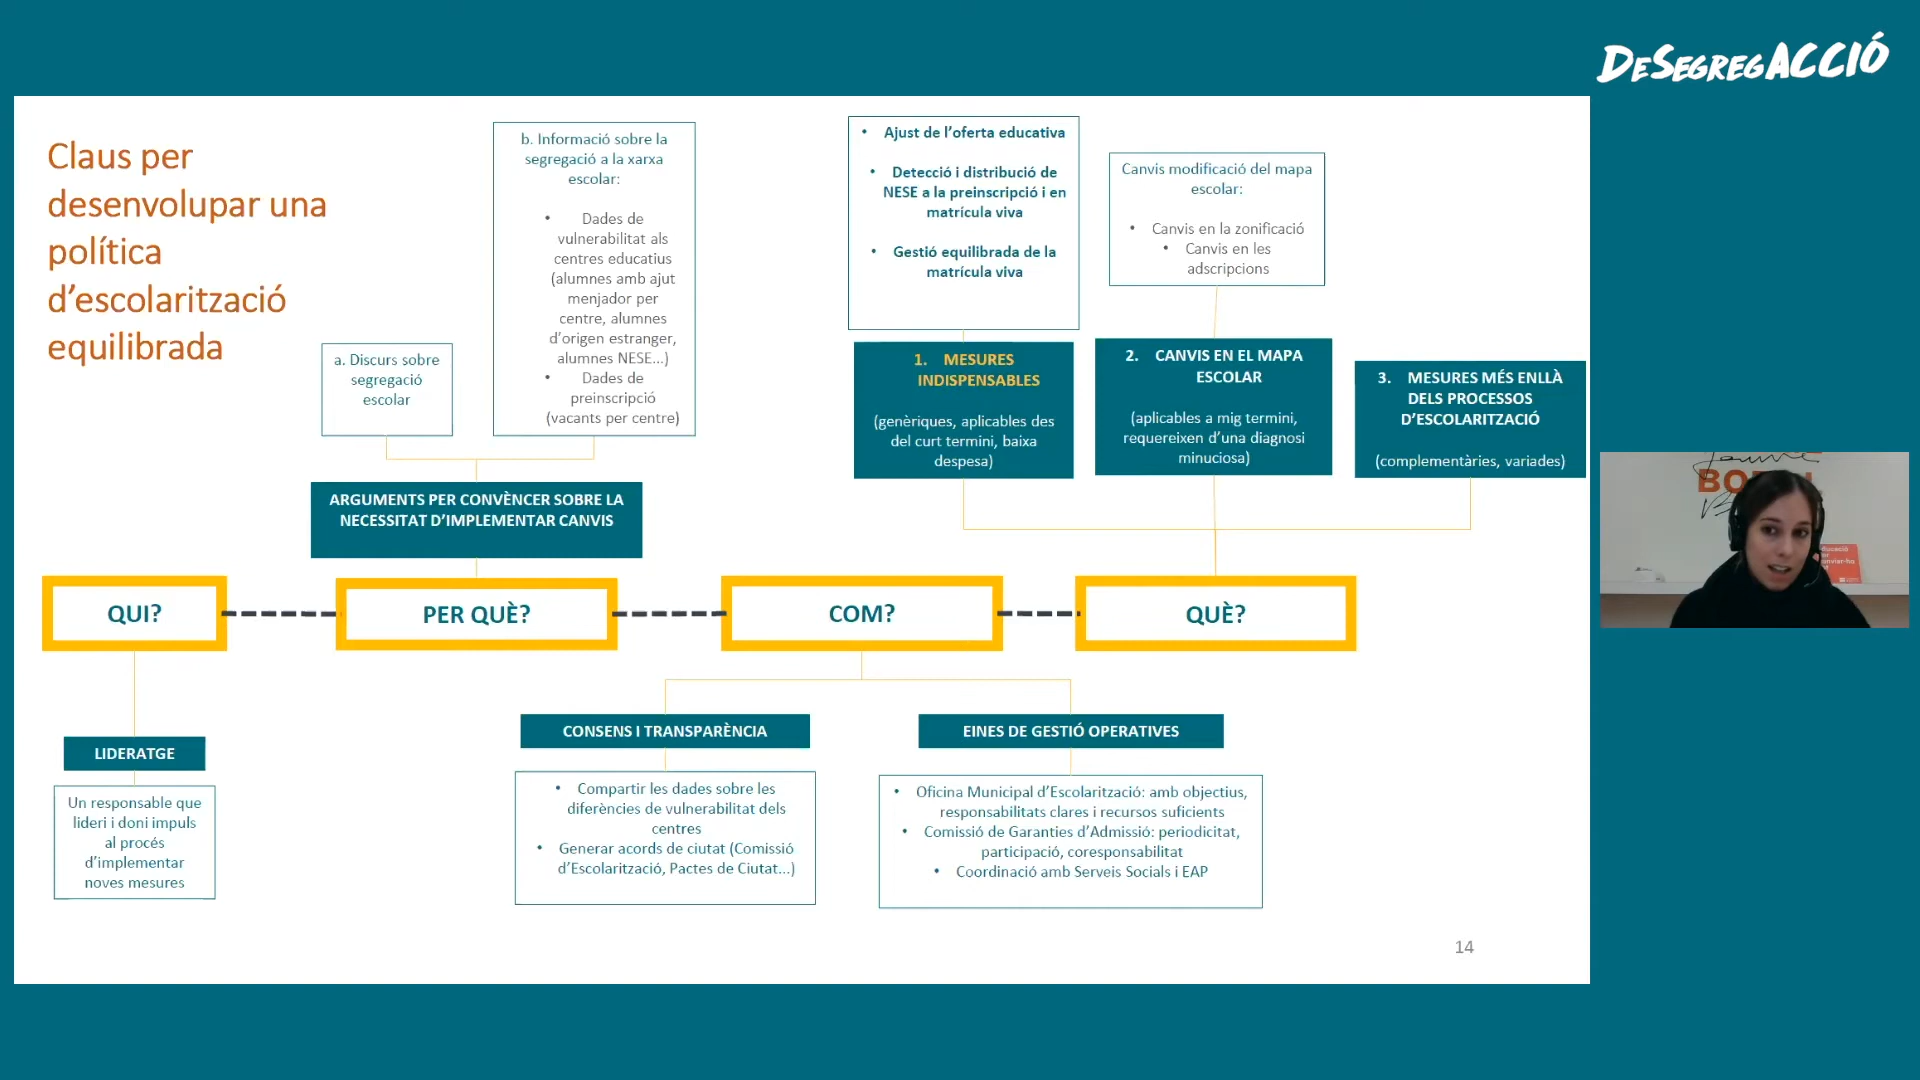 DESEGREGACCIÓ
Claus per
desenvolupar una
política
d'escolarització
equilibrada
a. Discurs sobre
segregació
escolar
b. Informació sobre la
segregació a la xarxa
escolar:
• Dades de
vulnerabilitat als
centres educatius
(alumnes amb ajut
menjador per
centre, alumnes
d'origen estranger,
alumnes NESE...)
• Dades de
preinscripció
(vacants per centre)
ARGUMENTS PER CONVÈNCER SOBRE LA
NECESSITAT D'IMPLEMENTAR CANVIS
• Ajust de l'oferta educativa
• Detecció i distribució de
NESE a la preinscripció i en
matrícula viva
• Gestió equilibrada de la
matrícula viva
1. MESURES
INDISPENSABLES
(genèriques, aplicables des
del curt termini, baixa
despesa)
Canvis modificació del mapa
escolar:
• Canvis en la zonificació
• Canvis en les
adscripcions
2. CANVIS EN EL MAPA
ESCOLAR
(aplicables a mig termini,
requereixen d'una diagnosi
minuciosa)
3. MESURES MÉS ENLLÀ
DELS PROCESSOS
D'ESCOLARITZACIÓ
(complementàries, variades)
QUI?
PER QUÈ?
COM?
QUÈ?
LIDERATGE
Un responsable que
lideri i doni impuls
al procés
d'implementar
noves mesures
CONSENS I TRANSPARÈNCIA
• Compartir les dades sobre les
diferències de vulnerabilitat dels
centres
• Generar acords de ciutat (Comissió
d'Escolarització, Pactes de Ciutat...)
EINES DE GESTIÓ OPERATIVES
• Oficina Municipal d'Escolarització: amb objectius,
responsabilitats clares i recursos suficients
• Comissió de Garanties d'Admissió: periodicitat,
participació, coresponsabilitat
• Coordinació amb Serveis Socials i EAP
14